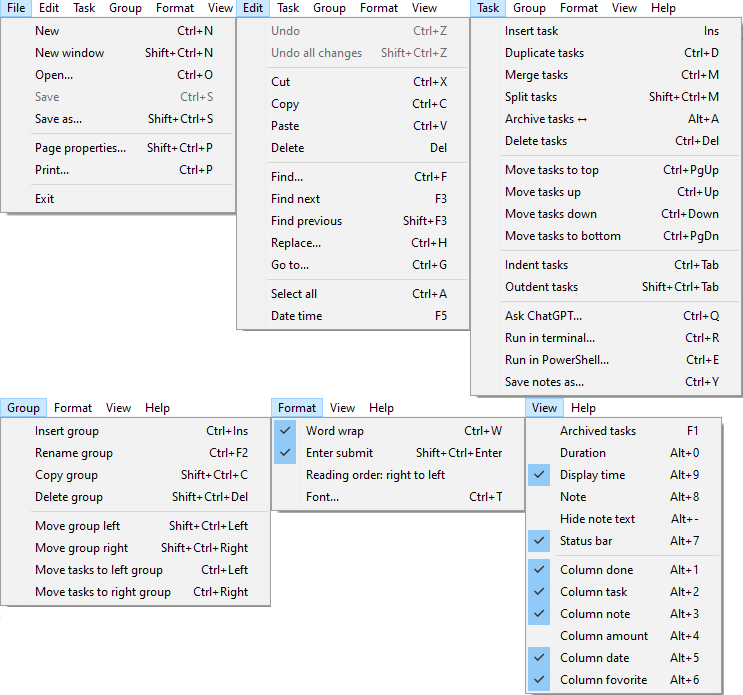 File Edit Task Group Format View
New Ctrl+N
New window Shift+Ctrl+N
Open... Ctrl+O
Save Ctrl+S
Save as... Shift+Ctrl+S
Page properties... Shift+Ctrl+P
Print... Ctrl+P
Exit
Edit Task Group Format View
Undo Ctrl+Z
Undo all changes Shift+Ctrl+Z
Cut Ctrl+X
Copy Ctrl+C
Paste Ctrl+V
Delete Del
Find... Ctrl+F
Find next F3
Find previous Shift+F3
Replace... Ctrl+H
Go to... Ctrl+G
Select all Ctrl+A
Date time F5
Task Group Format View Help
Insert task Ins
Duplicate tasks Ctrl+D
Merge tasks Ctrl+M
Split tasks Shift+Ctrl+M
Archive tasks ↔ Alt+A
Delete tasks Ctrl+Del
Move tasks to top Ctrl+PgUp
Move tasks up Ctrl+Up
Move tasks down Ctrl+Down
Move tasks to bottom Ctrl+PgDn
Indent tasks Ctrl+Tab
Outdent tasks Shift+Ctrl+Tab
Ask ChatGPT... Ctrl+Q
Run in terminal... Ctrl+R
Run in PowerShell... Ctrl+E
Save notes as... Ctrl+Y
Group Format View Help
Insert group Ctrl+Ins
Rename group Ctrl+F2
Copy group Shift+Ctrl+C
Delete group Shift+Ctrl+Del
Move group left Shift+Ctrl+Left
Move group right Shift+Ctrl+Right
Move tasks to left group Ctrl+Left
Move tasks to right group Ctrl+Right
Format View Help
Word wrap Ctrl+W
Enter submit Shift+Ctrl+Enter
Reading order: right to left
Font... Ctrl+T
View Help
Archived tasks F1
Duration Alt+0
Display time Alt+9
Note Alt+8
Hide note text Alt+-
Status bar Alt+7
Column done Alt+1
Column task Alt+2
Column note Alt+3
Column amount Alt+4
Column date Alt+5
Column fovorite Alt+6